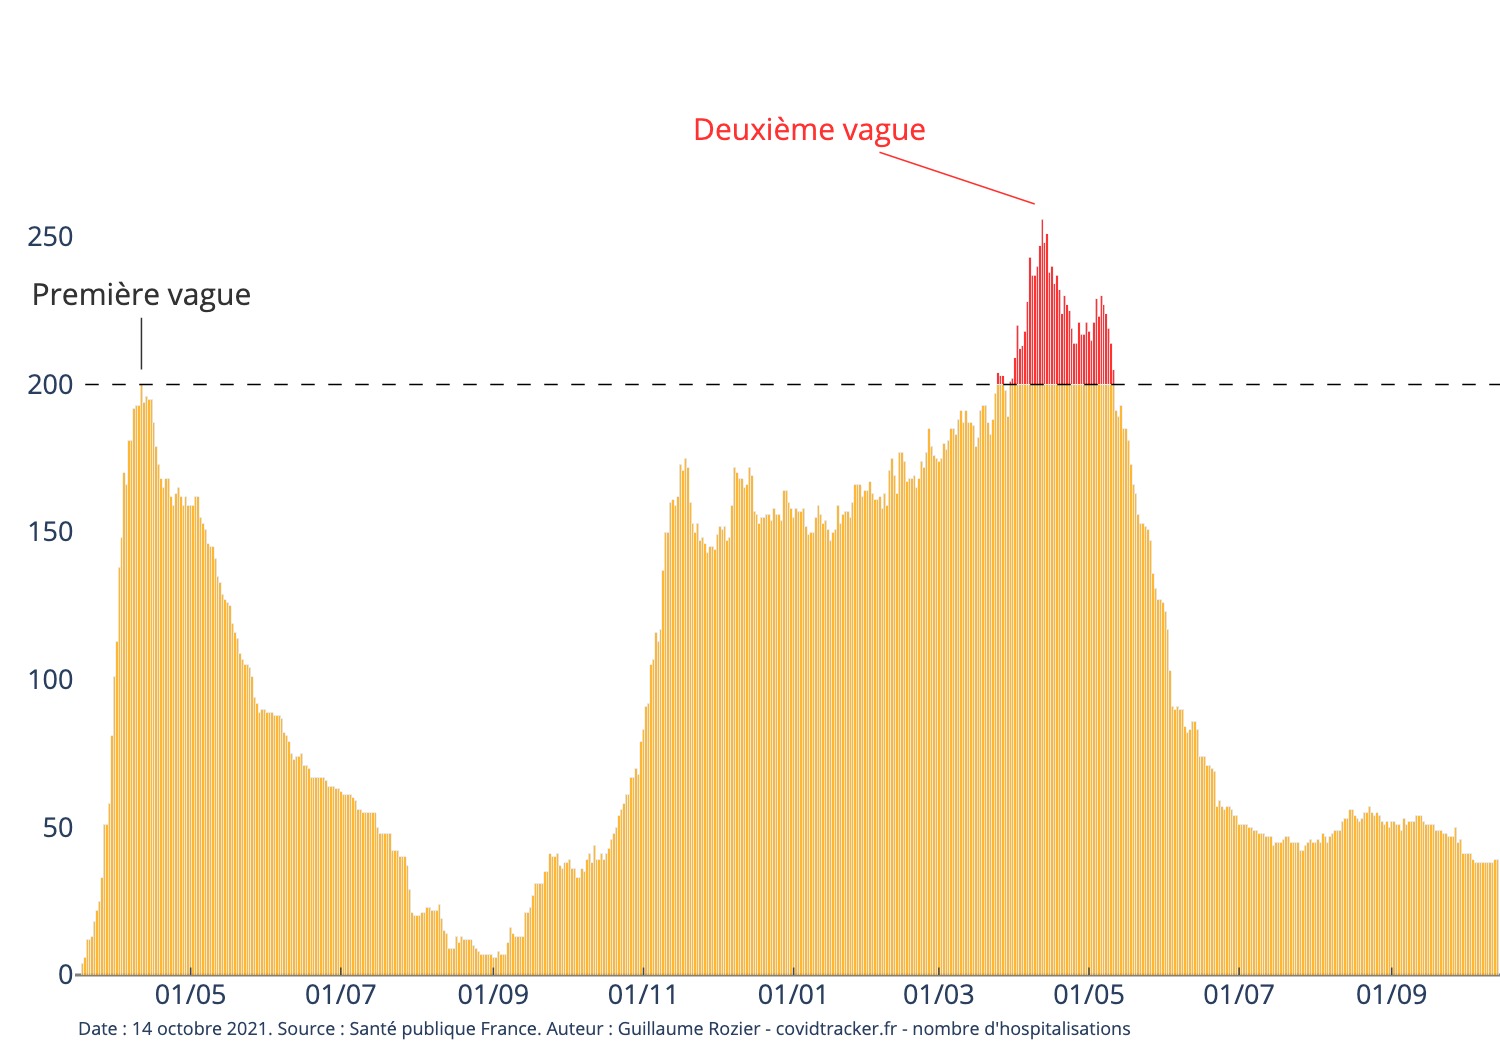 Deuxième vague
250
Première vague
200
150
100
50
0
01/05 01/07 01/09 01/11 01/01 01/03 01/05 01/07 01/09
Date : 14 octobre 2021. Source : Santé publique France. Auteur : Guillaume Rozier - covidtracker.fr - nombre d'hospitalisations